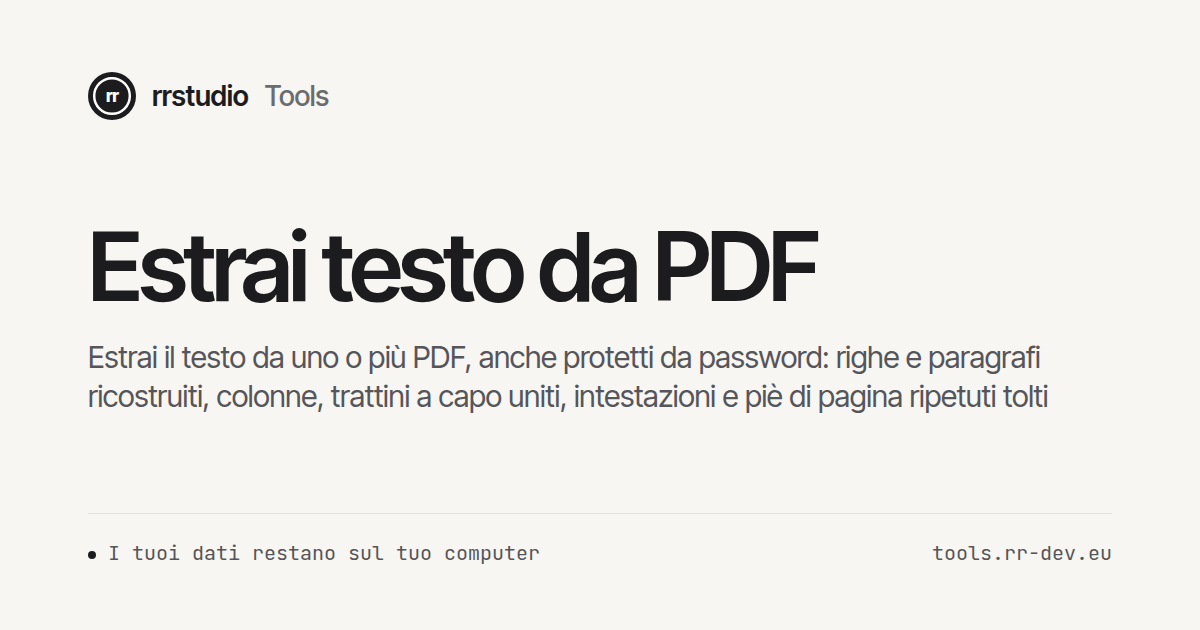 rr rrstudio Tools
Estrai testo da PDF
Estrai il testo da uno o più PDF, anche protetti da password: righe e paragrafi
ricostruiti, colonne, trattini a capo uniti, intestazioni e piè di pagina ripetuti tolti
I tuoi dati restano sul tuo computer
tools.rr-dev.eu